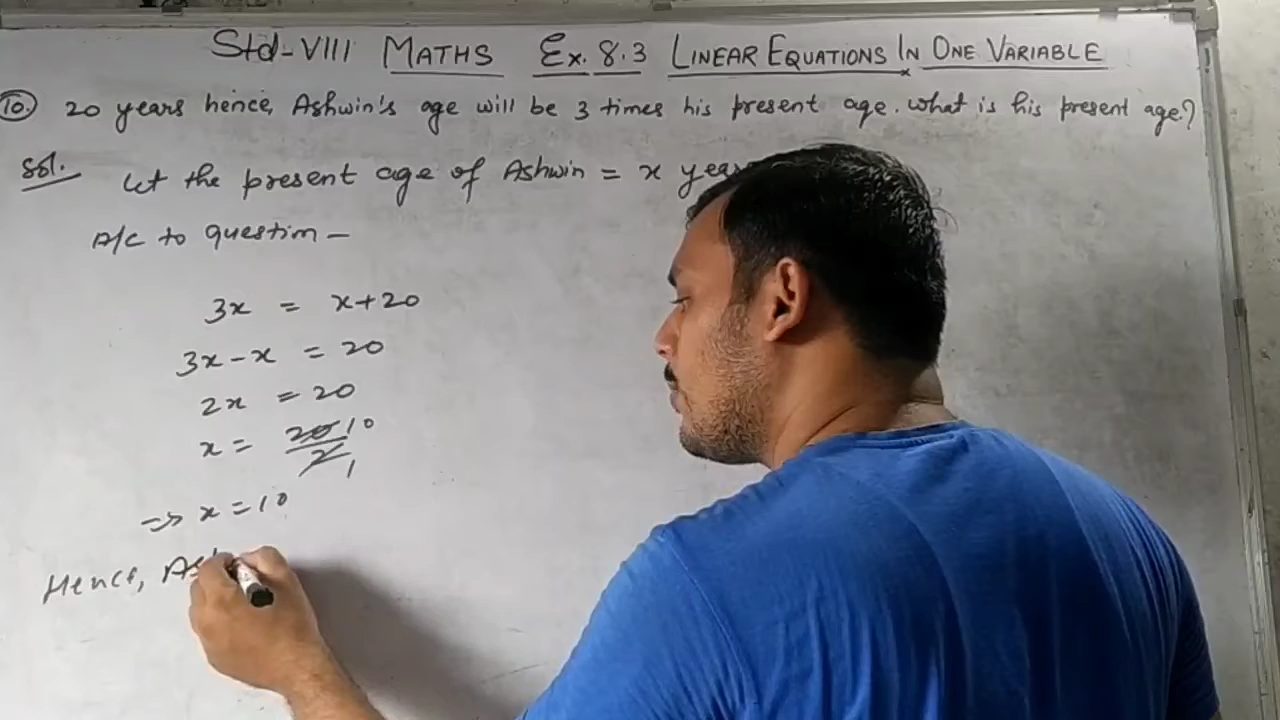 Std-VIII MATHS Ex. 8.3 LINEAR EQUATIONS IN ONE VARIABLE
10. 20 years hence, Ashwin's age will be 3 times his present age. what is his present age?
Sol. Let the present age of Ashwin = x
A/C to question –
3x = x+20
3x-x = 20
2x = 20
x = 20/2 10 1
=> x = 10
Hence,